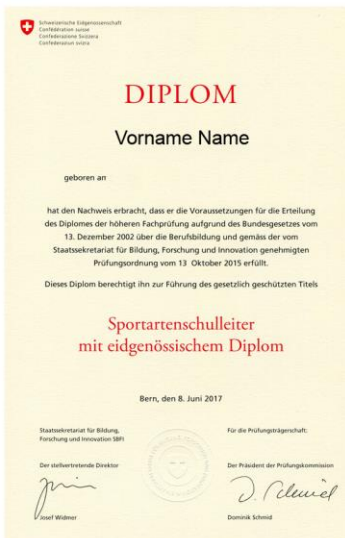 Schweizerische Eidgenossenschaft
Confédération suisse
Confederazione Svizzera
Confederaziun svizra
DIPLOM
Vorname Name
geboren am
hat den Nachweis erbracht, dass er die Voraussetzungen für die Erteilung
des Diplomes der höheren Fachprüfung aufgrund des Bundesgesetzes vom
13. Dezember 2002 über die Berufsbildung und gemäss der vom
Staatssekretariat für Bildung, Forschung und Innovation genehmigten
Prüfungsordnung vom 13 Oktober 2015 erfüllt.
Dieses Diplom berechtigt ihn zur Führung des gesetzlich geschützten Titels
Sportartenschulleiter
mit eidgenössischem Diplom
Bern, den 8. Juni 2017
Staatssekretariat für Bildung,
Forschung und Innovation SBFI
Für die Prüfungsträgerschaft:
Der stellvertretende Direktor
Der Präsident der Prüfungskommission
Josef Widmer
Dominik Schmid